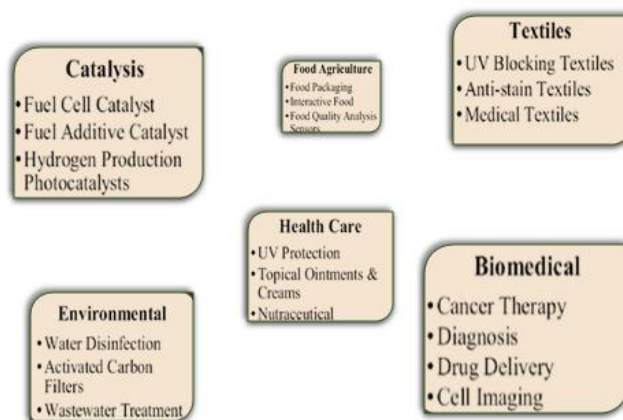 Catalysis
•Fuel Cell Catalyst
•Fuel Additive Catalyst
•Hydrogen Production
Photocatalysts
Food Agriculture
•Food Packaging
•Interactive Food
•Food Quality Analysis
Sensors
Textiles
•UV Blocking Textiles
•Anti-stain Textiles
•Medical Textiles
Health Care
•UV Protection
•Topical Ointments &
Creams
•Nutraceutical
Environmental
•Water Disinfection
•Activated Carbon
Filters
•Wastewater Treatment
Biomedical
•Cancer Therapy
•Diagnosis
•Drug Delivery
•Cell Imaging